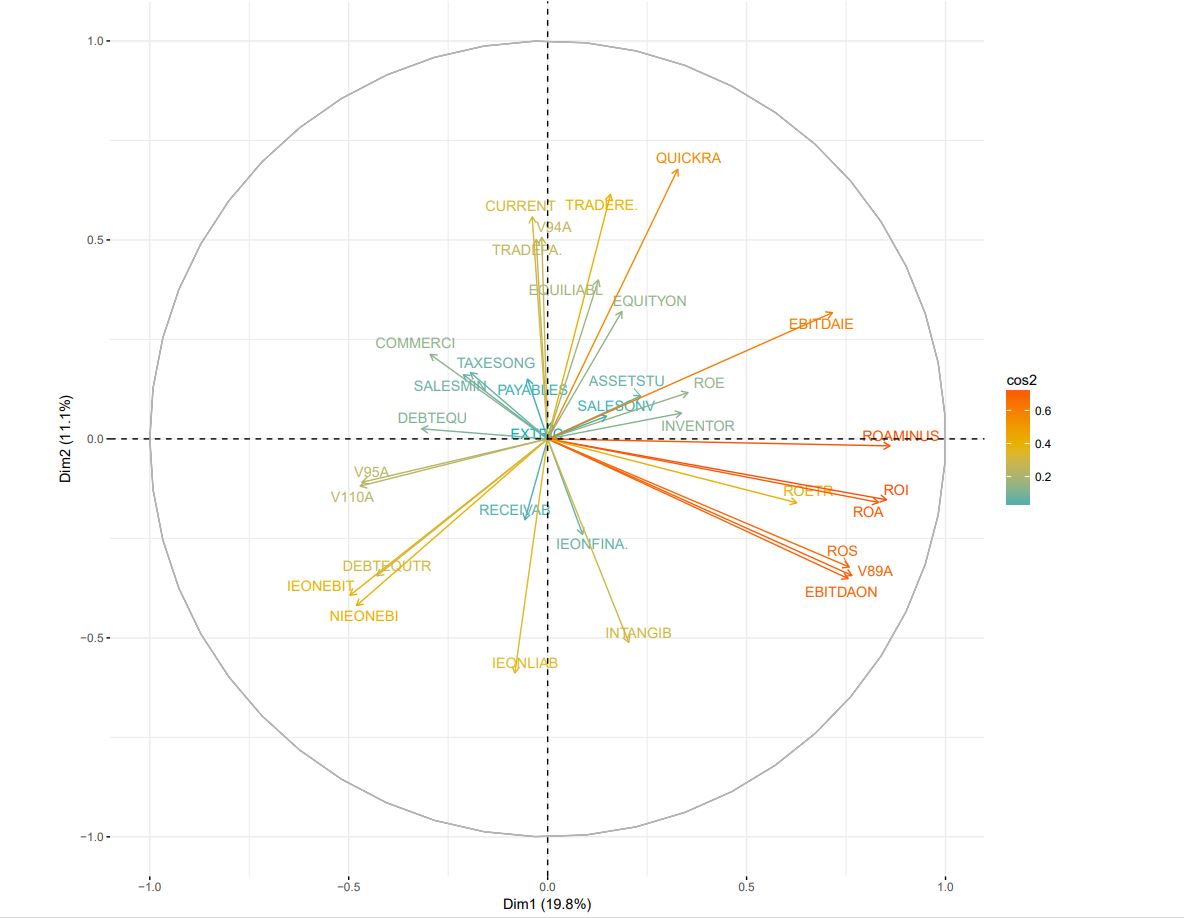 1.0
QUICKRA
CURRENT
TRADERE.
V94A
0.5
TRADEPA.
EQUILIABL
EQUITYON
EBITDAIE
COMMERCI
TAXESONG
cos2
SALESMIN
PAYABLES
ASSETSTU
ROE
SALESONV
0.6
DEBTEQU
INVENTOR
EXTRIC
ROAMINUS
0.0
0.4
Dim2 (11.1%)
V95A
0.2
V110A
ROETR
ROI
RECEIVAB
ROA
IEONFINA.
ROS
DEBTEQUTR
V89A
IEONEBIT
EBITDAON
NIEONEBI
INTANGIB
−0.5
IEONLIAB
−1.0
−1.0
−0.5
0.0
0.5
1.0
Dim1 (19.8%)